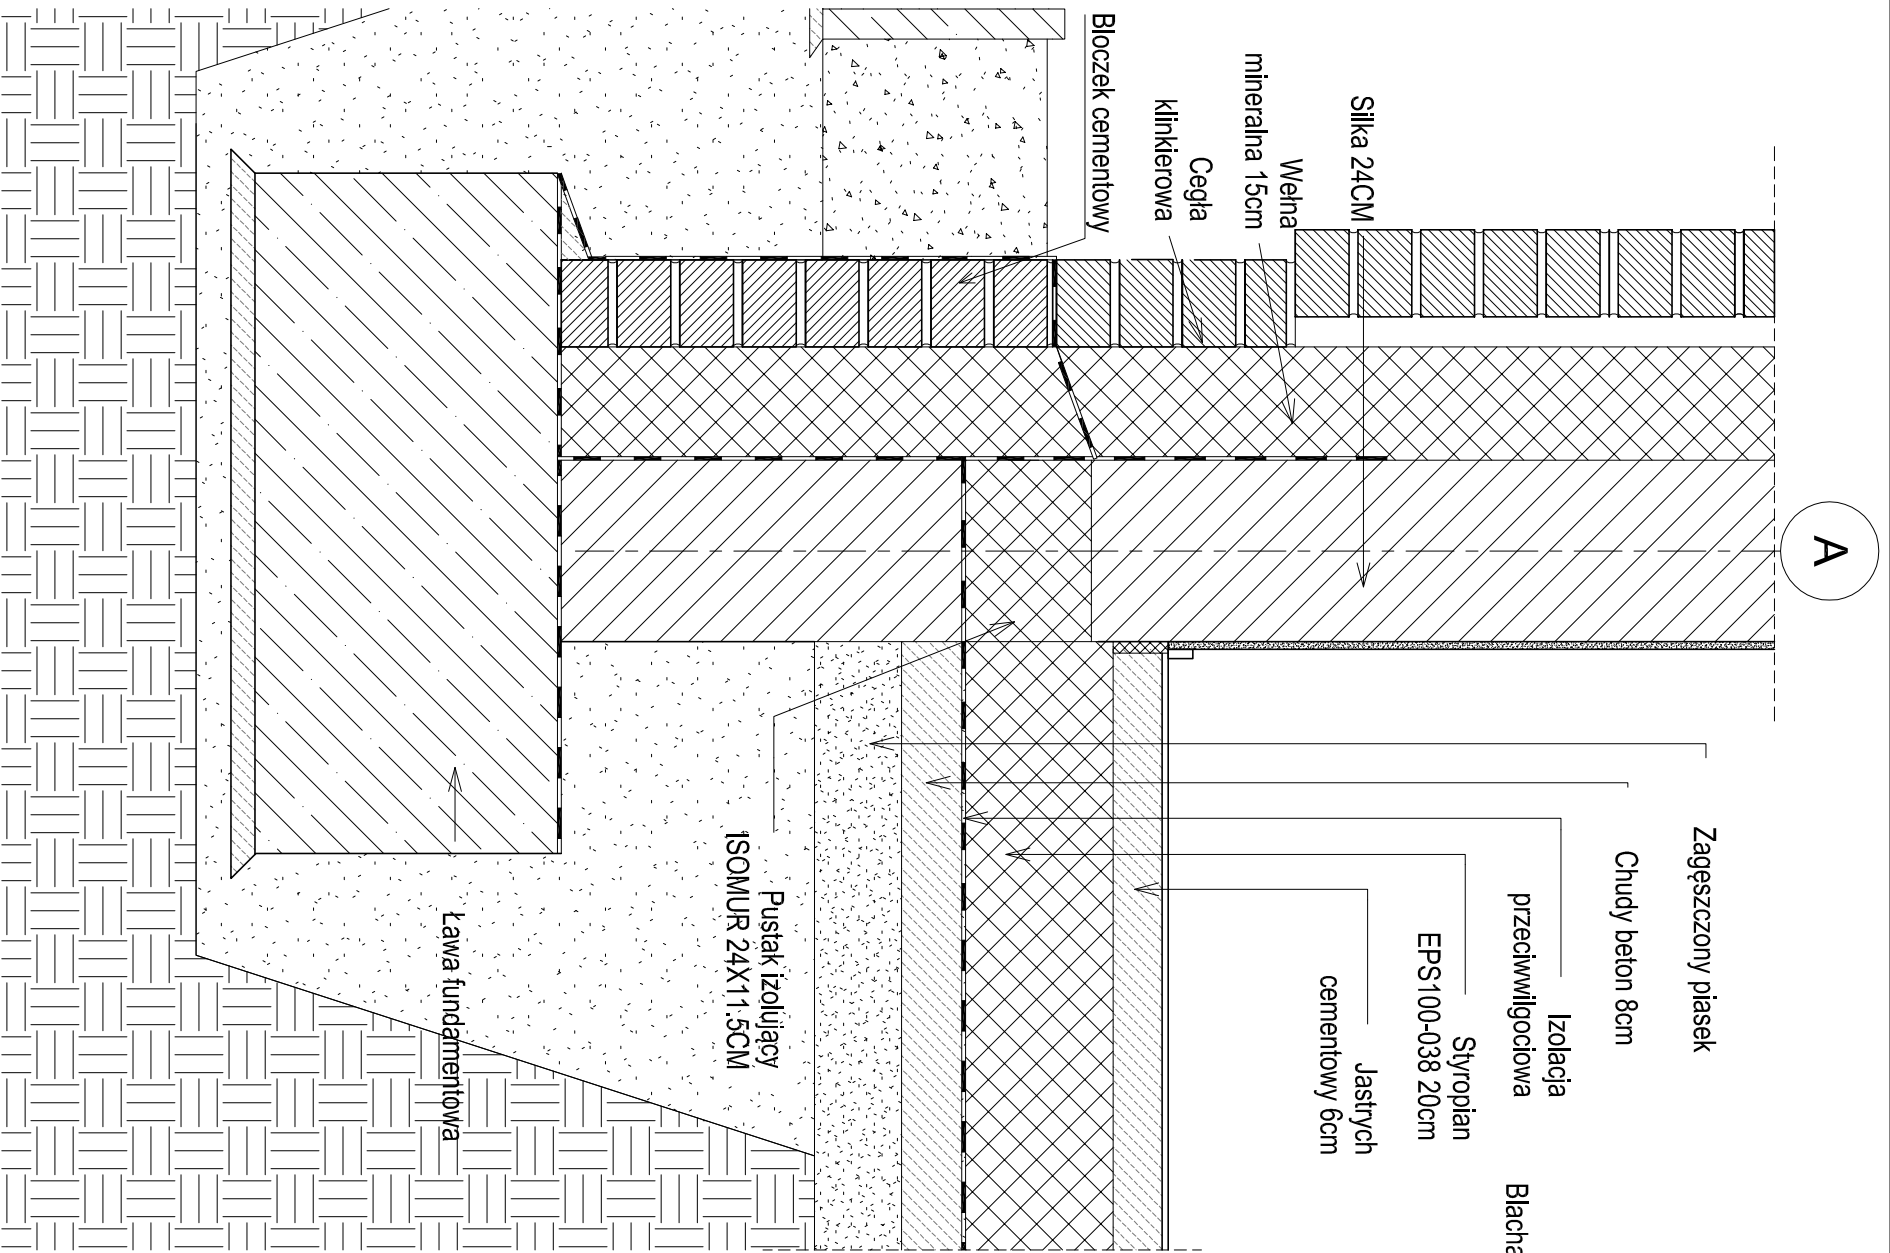 A
Silka 24CM
Wełna
mineralna 15cm
Cegła
klinkierowa
Bloczek cementowy
Zagęszczony piasek
Chudy beton 8cm
Izolacja
przeciwwilgociowa
Styropian
EPS100-038 20cm
Jastrych
cementowy 6cm
Pustak izolujący
ISOMUR 24X11.5CM
Ława fundamentowa
Blacha